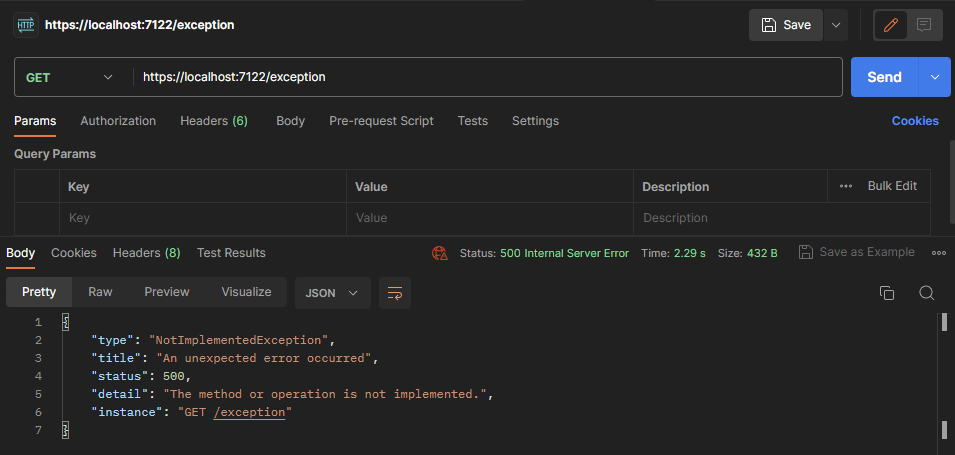 HTTP https://localhost:7122/exception Save
GET https://localhost:7122/exception Send
Params Authorization Headers (6) Body Pre-request Script Tests Settings Cookies
Query Params
Key Value Description ••• Bulk Edit
Key Value Description
Body Cookies Headers (8) Test Results Status: 500 Internal Server Error Time: 2.29 s Size: 432 B Save as Example •••
Pretty Raw Preview Visualize JSON
1 {
2 "type": "NotImplementedException",
3 "title": "An unexpected error occurred",
4 "status": 500,
5 "detail": "The method or operation is not implemented.",
6 "instance": "GET /exception"
7 }